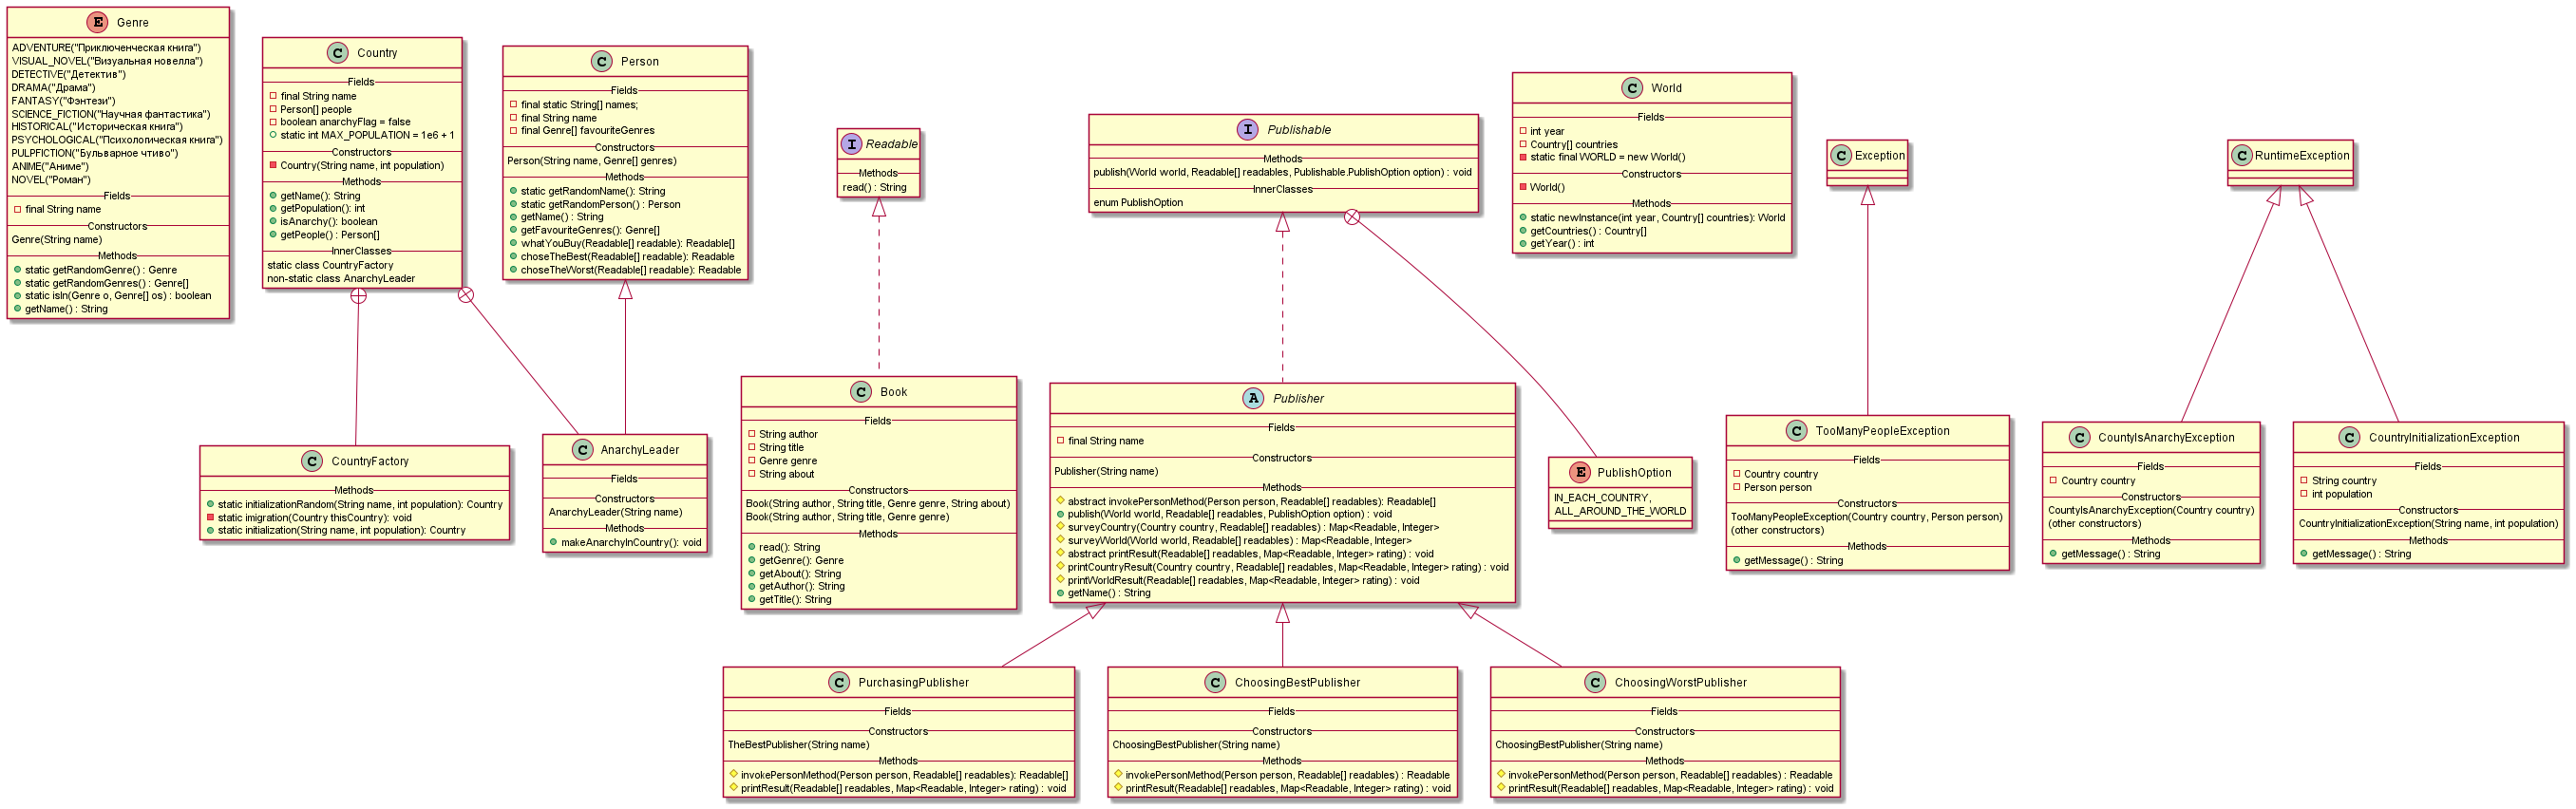 E Genre
ADVENTURE("Приключенческая книга")
VISUAL_NOVEL("Визуальная новелла")
DETECTIVE("Детектив")
DRAMA("Драма")
FANTASY("Фэнтези")
SCIENCE_FICTION("Научная фантастика")
HISTORICAL("Историческая книга")
PSYCHOLOGICAL("Психологическая книга")
PULPFICTION("Бульварное чтиво")
ANIME("Аниме")
NOVEL("Роман")
Fields
final String name
Constructors
Genre(String name)
Methods
static getRandomGenre() : Genre
static getRandomGenres() : Genre[]
static isIn(Genre o, Genre[] os) : boolean
getName() : String
C Country
Fields
final String name
Person[] people
boolean anarchyFlag = false
static int MAX_POPULATION = 1e6 + 1
Constructors
Country(String name, int population)
Methods
getName(): String
getPopulation(): int
isAnarchy(): boolean
getPeople() : Person[]
InnerClasses
static class CountryFactory
non-static class AnarchyLeader
C Person
Fields
final static String[] names;
final String name
final Genre[] favouriteGenres
Constructors
Person(String name, Genre[] genres)
Methods
static getRandomName(): String
static getRandomPerson() : Person
getName() : String
getFavouriteGenres(): Genre[]
whatYouBuy(Readable[] readable): Readable[]
choseTheBest(Readable[] readable): Readable
choseTheWorst(Readable[] readable): Readable
I Readable
Methods
read() : String
I Publishable
Methods
publish(World world, Readable[] readables, Publishable.PublishOption option) : void
InnerClasses
enum PublishOption
C World
Fields
int year
Country[] countries
static final WORLD = new World()
Constructors
World()
Methods
static newInstance(int year, Country[] countries): World
getCountries() : Country[]
getYear() : int
C Exception
C RuntimeException
C CountryFactory
Methods
static initializationRandom(String name, int population): Country
static imigration(Country thisCountry): void
static initialization(String name, int population): Country
C AnarchyLeader
Fields
Constructors
AnarchyLeader(String name)
Methods
makeAnarchyInCountry(): void
C Book
Fields
String author
String title
Genre genre
String about
Constructors
Book(String author, String title, Genre genre, String about)
Book(String author, String title, Genre genre)
Methods
read(): String
getGenre(): Genre
getAbout(): String
getAuthor(): String
getTitle(): String
A Publisher
Fields
final String name
Constructors
Publisher(String name)
Methods
abstract invokePersonMethod(Person person, Readable[] readables): Readable[]
publish(World world, Readable[] readables, PublishOption option) : void
surveyCountry(Country country, Readable[] readables) : Map<Readable, Integer>
surveyWorld(World world, Readable[] readables) : Map<Readable, Integer>
abstract printResult(Readable[] readables, Map<Readable, Integer> rating) : void
printCountryResult(Country country, Readable[] readables, Map<Readable, Integer> rating) : void
printWorldResult(Readable[] readables, Map<Readable, Integer> rating) : void
getName() : String
E PublishOption
IN_EACH_COUNTRY,
ALL_AROUND_THE_WORLD
C TooManyPeopleException
Fields
Country country
Person person
Constructors
TooManyPeopleException(Country country, Person person)
(other constructors)
Methods
getMessage() : String
C CountyIsAnarchyException
Fields
Country country
Constructors
CountyIsAnarchyException(Country country)
(other constructors)
Methods
getMessage() : String
C CountryInitializationException
Fields
String country
int population
Constructors
CountryInitializationException(String name, int population)
Methods
getMessage() : String
C PurchasingPublisher
Fields
Constructors
TheBestPublisher(String name)
Methods
invokePersonMethod(Person person, Readable[] readables): Readable[]
printResult(Readable[] readables, Map<Readable, Integer> rating) : void
C ChoosingBestPublisher
Fields
Constructors
ChoosingBestPublisher(String name)
Methods
invokePersonMethod(Person person, Readable[] readables) : Readable
printResult(Readable[] readables, Map<Readable, Integer> rating) : void
C ChoosingWorstPublisher
Fields
Constructors
ChoosingBestPublisher(String name)
Methods
invokePersonMethod(Person person, Readable[] readables) : Readable
printResult(Readable[] readables, Map<Readable, Integer> rating) : void